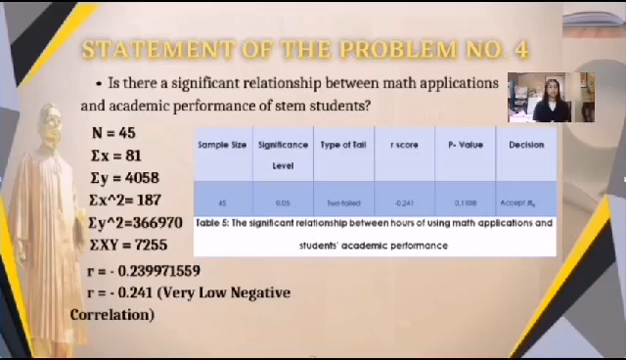 STATEMENT OF THE PROBLEM NO. 4
• Is there a significant relationship between math applications
and academic performance of stem students?
N = 45
Σx = 81
Σy = 4058
Σx^2= 187
Σy^2=366970
ΣXY = 7255
r = - 0.239971559
r = - 0.241 (Very Low Negative
Correlation)
Sample Size Significance Level Type of Tail r score P- Value Decision
45 0.05 Two-tailed -0.241 Accept H₀
Table 5: The significant relationship between hours of using math applications and
students' academic performance